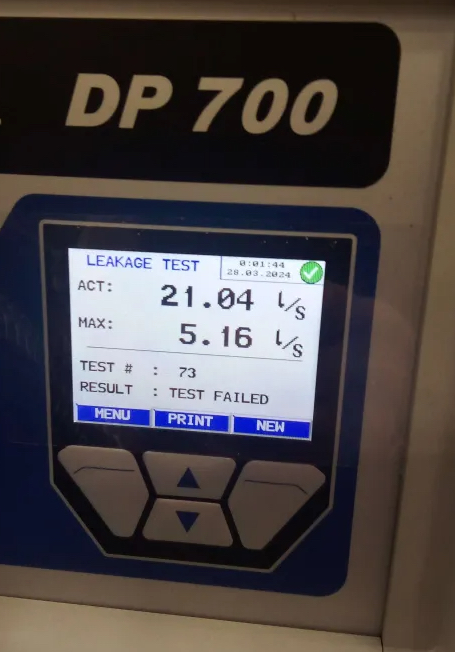 DP 700
LEAKAGE TEST
0:01:44
28.03.2024
ACT: 21.04 l/s
MAX: 5.16 l/s
TEST # : 73
RESULT : TEST FAILED
MENU PRINT NEW